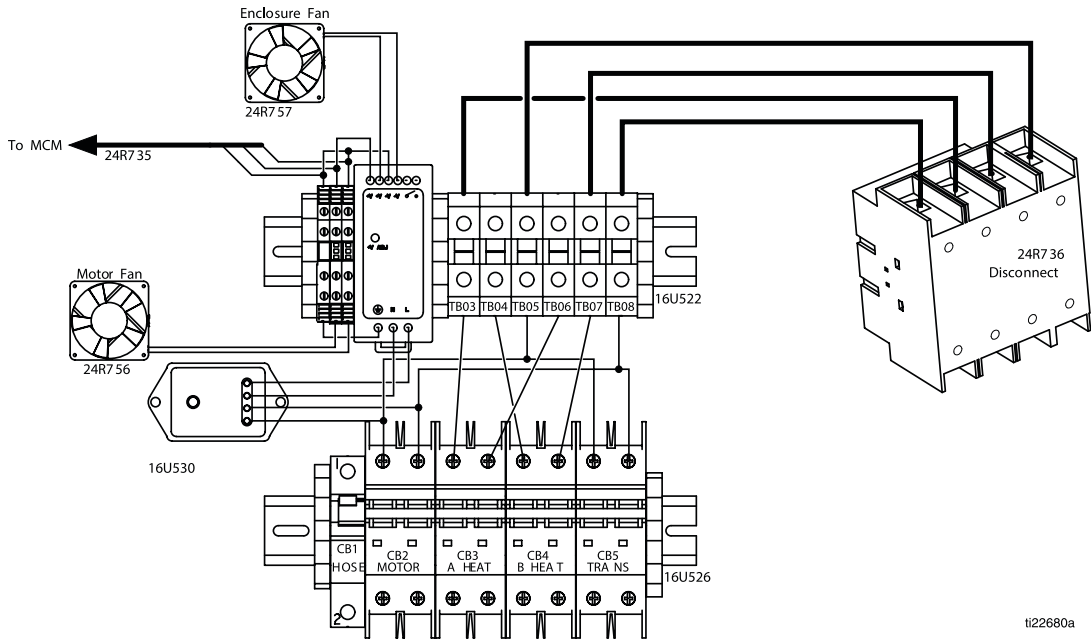 Enclosure Fan
24R757
To MCM
24R735
Motor Fan
24R756
+V ADJ
N L
TB03 TB04 TB05 TB06 TB07 TB08
16U522
24R736
Disconnect
16U530
1
CB1
HOSE
2
CB2
MOTOR
CB3
A HEAT
CB4
B HEAT
CB5
TRANS
16U526
ti22680a